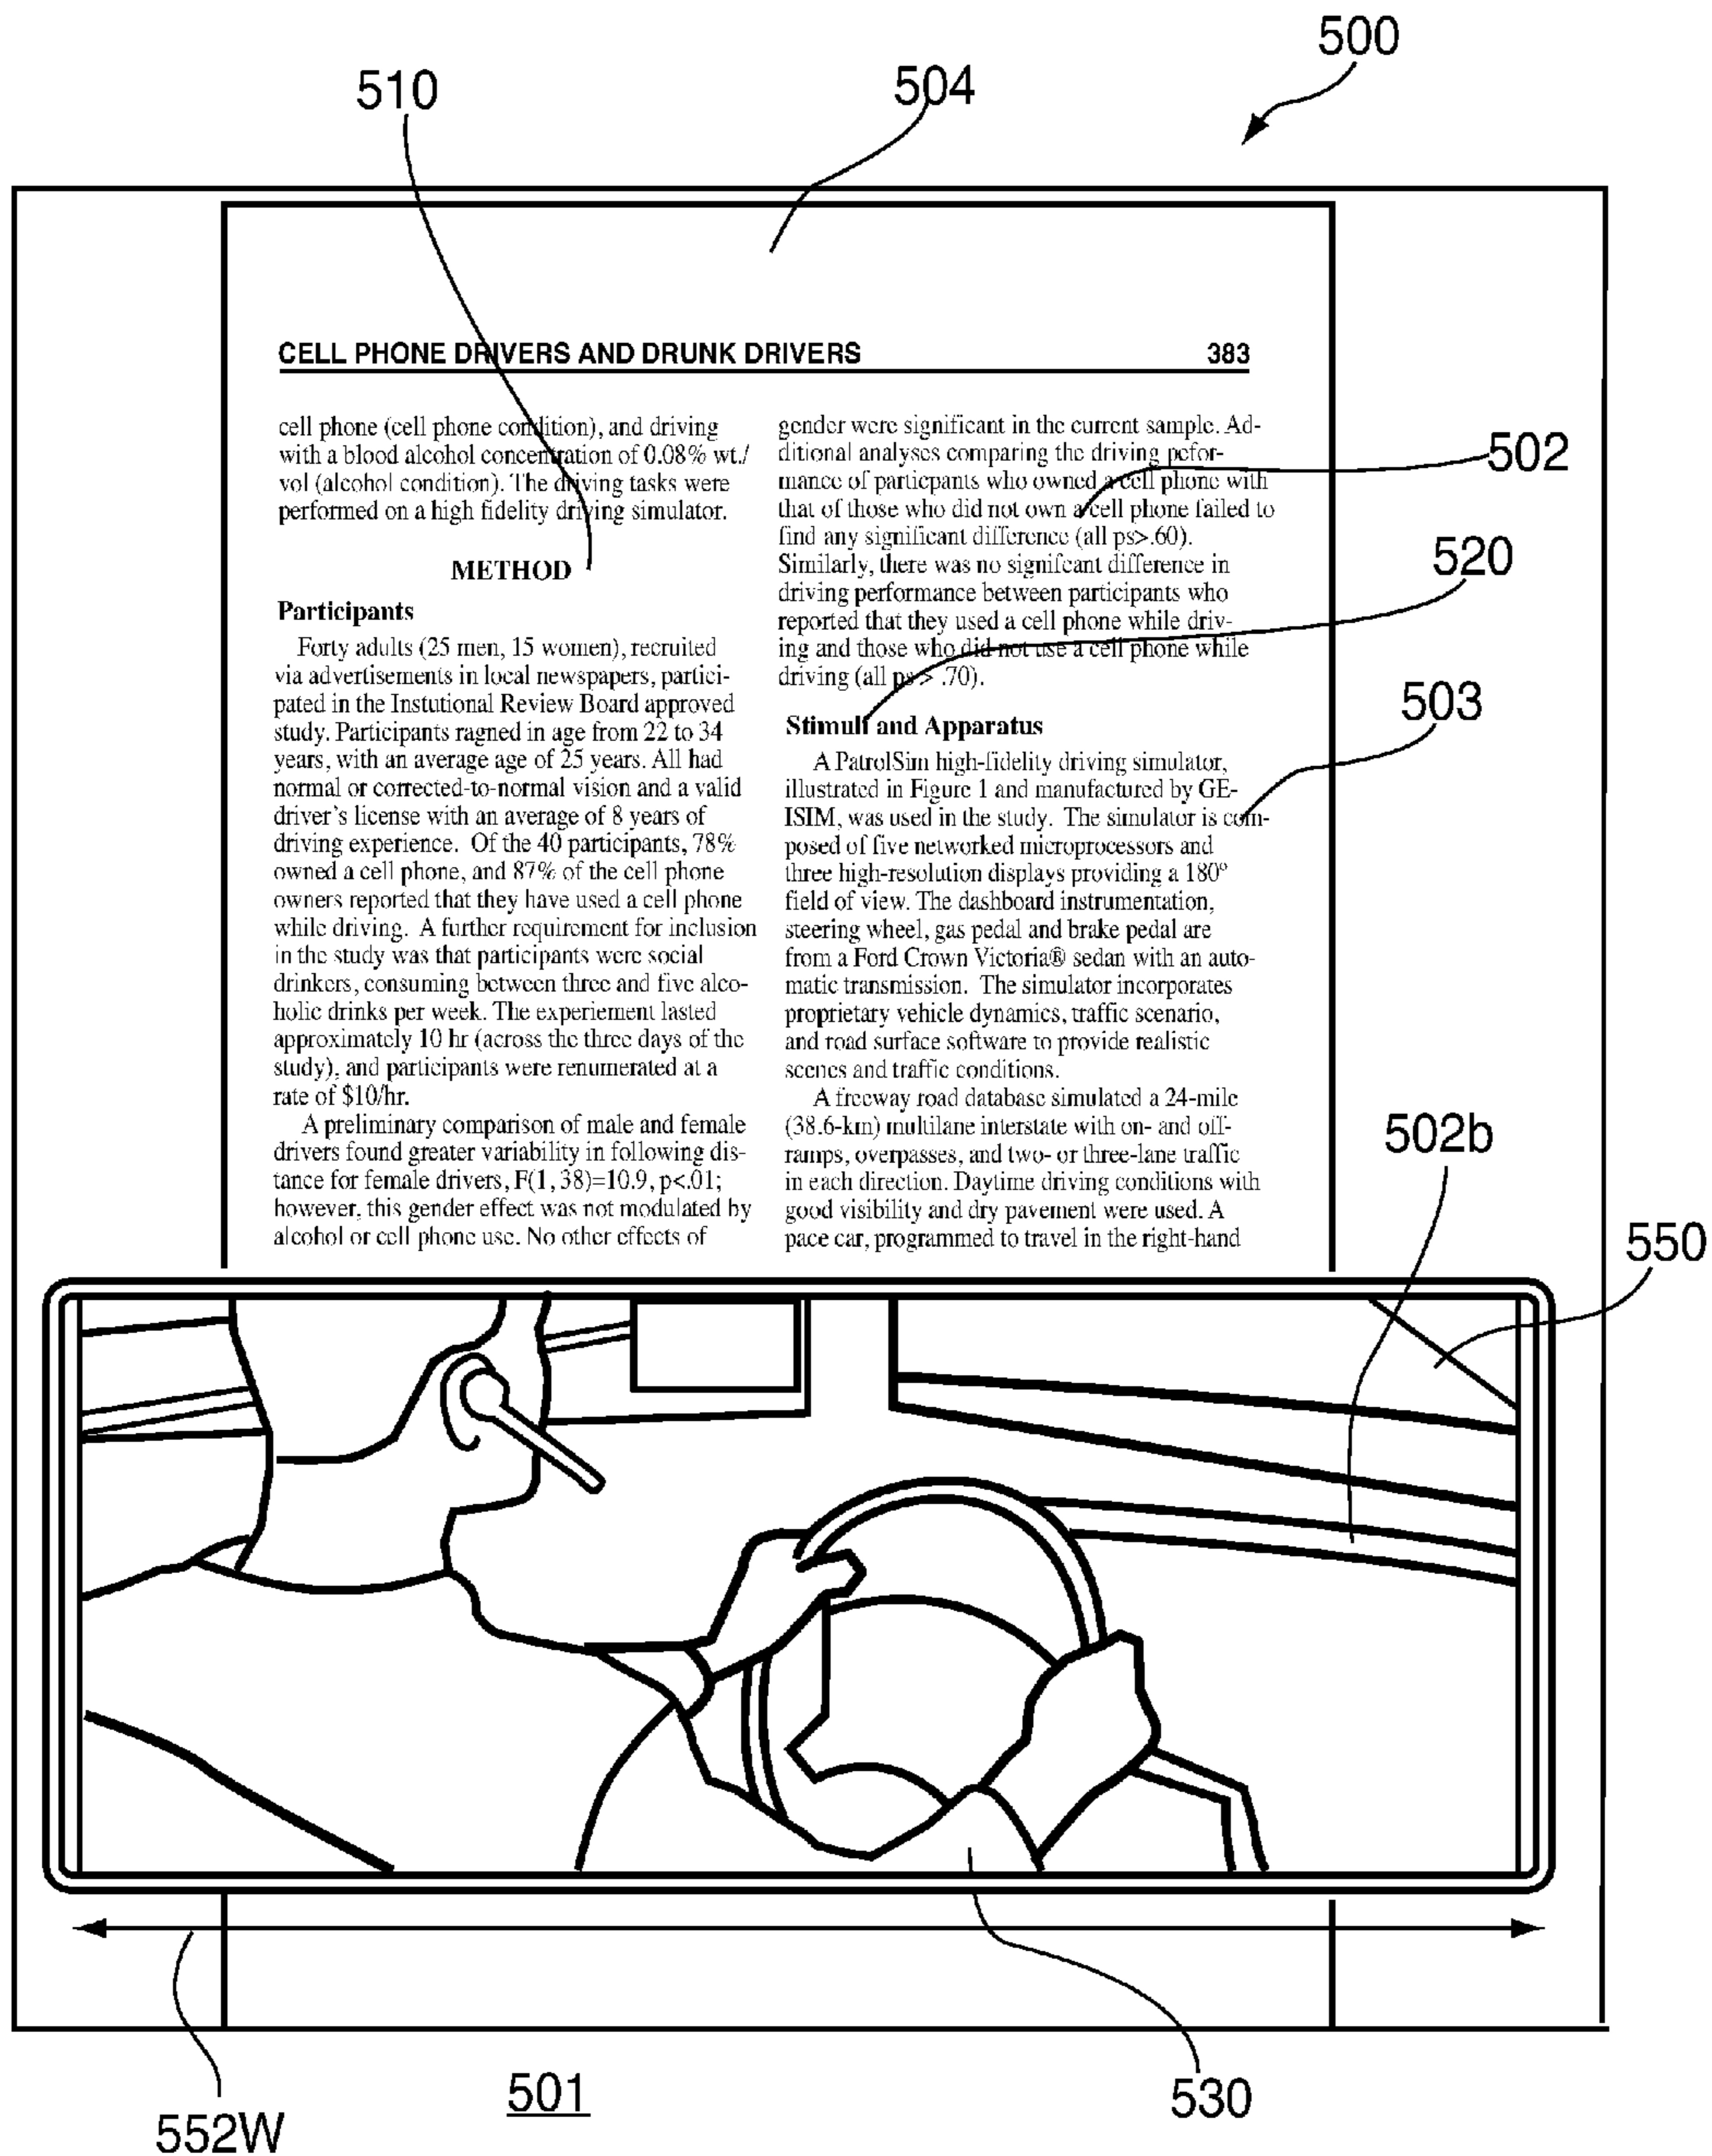 500
510
504
CELL PHONE DRIVERS AND DRUNK DRIVERS 383
cell phone (cell phone condition), and driving
with a blood alcohol concentration of 0.08% wt./
vol (alcohol condition). The driving tasks were
performed on a high fidelity driving simulator.
METHOD
Participants
Forty adults (25 men, 15 women), recruited
via advertisements in local newspapers, partici-
pated in the Instutional Review Board approved
study. Participants ragned in age from 22 to 34
years, with an average age of 25 years. All had
normal or corrected-to-normal vision and a valid
driver's license with an average of 8 years of
driving experience. Of the 40 participants, 78%
owned a cell phone, and 87% of the cell phone
owners reported that they have used a cell phone
while driving. A further requirement for inclusion
in the study was that participants were social
drinkers, consuming between three and five alco-
holic drinks per week. The experiement lasted
approximately 10 hr (across the three days of the
study), and participants were renumerated at a
rate of $10/hr.
A preliminary comparison of male and female
drivers found greater variability in following dis-
tance for female drivers, F(1, 38)=10.9, p<.01;
however, this gender effect was not modulated by
alcohol or cell phone use. No other effects of
gender were significant in the current sample. Ad-
ditional analyses comparing the driving pefor-
mance of particpants who owned a cell phone with
that of those who did not own a cell phone failed to
find any significant difference (all ps>.60).
Similarly, there was no signifcant difference in
driving performance between participants who
reported that they used a cell phone while driv-
ing and those who did not use a cell phone while
driving (all ps > .70).
Stimuli and Apparatus
A PatrolSim high-fidelity driving simulator,
illustrated in Figure 1 and manufactured by GE-
ISIM, was used in the study. The simulator is com-
posed of five networked microprocessors and
three high-resolution displays providing a 180°
field of view. The dashboard instrumentation,
steering wheel, gas pedal and brake pedal are
from a Ford Crown Victoria® sedan with an auto-
matic transmission. The simulator incorporates
proprietary vehicle dynamics, traffic scenario,
and road surface software to provide realistic
scenes and traffic conditions.
A freeway road database simulated a 24-mile
(38.6-km) multilane interstate with on- and off-
ramps, overpasses, and two- or three-lane traffic
in each direction. Daytime driving conditions with
good visibility and dry pavement were used. A
pace car, programmed to travel in the right-hand
502
520
503
502b
550
552W
501
530